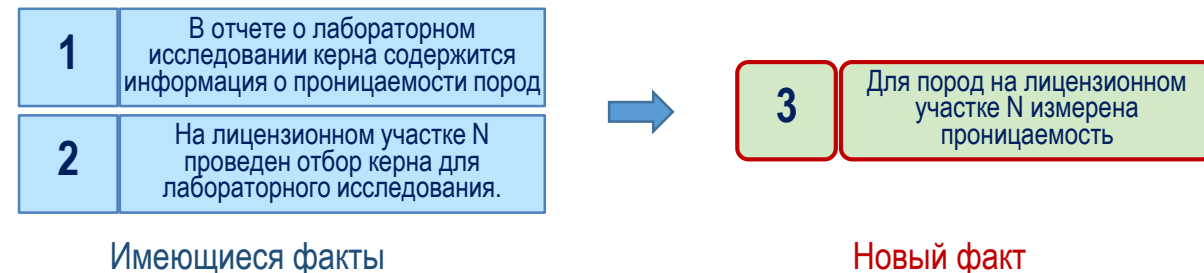 1
В отчете о лабораторном
исследовании керна содержится
информация о проницаемости пород
2
На лицензионном участке N
проведен отбор керна для
лабораторного исследования.
Имеющиеся факты
3
Для пород на лицензионном
участке N измерена
проницаемость
Новый факт